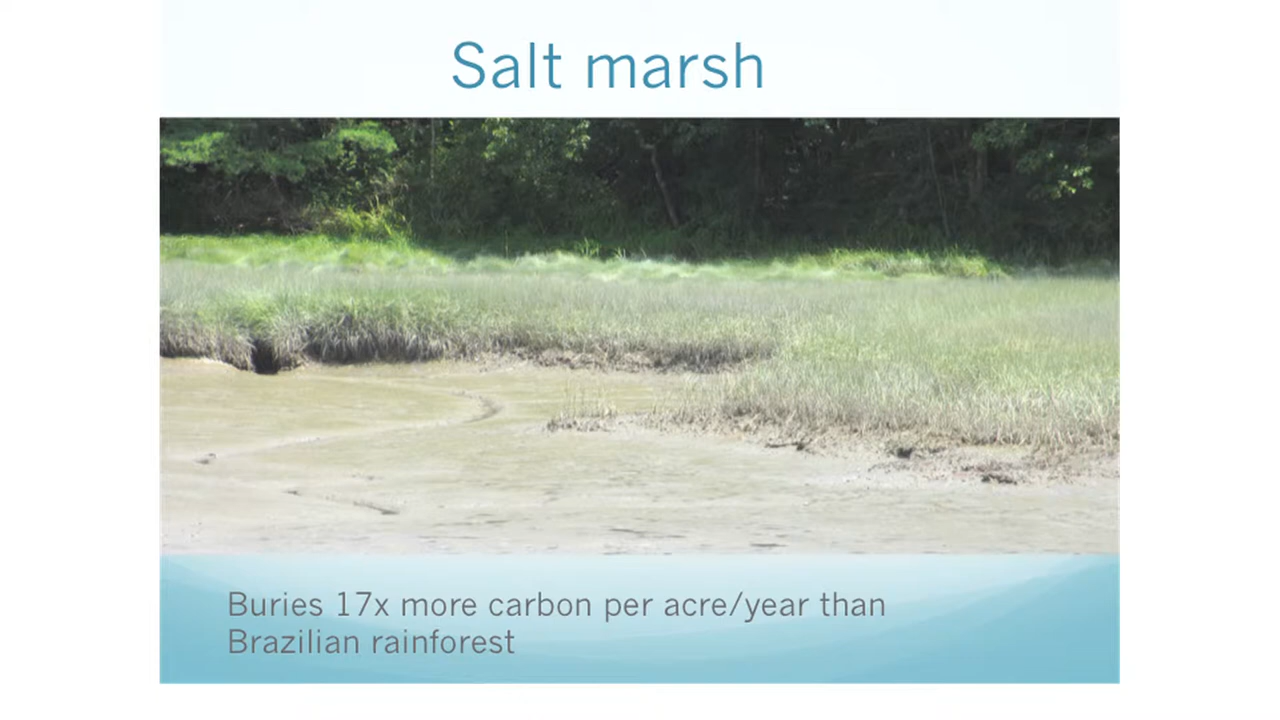 Salt marsh
Buries 17x more carbon per acre/year than
Brazilian rainforest